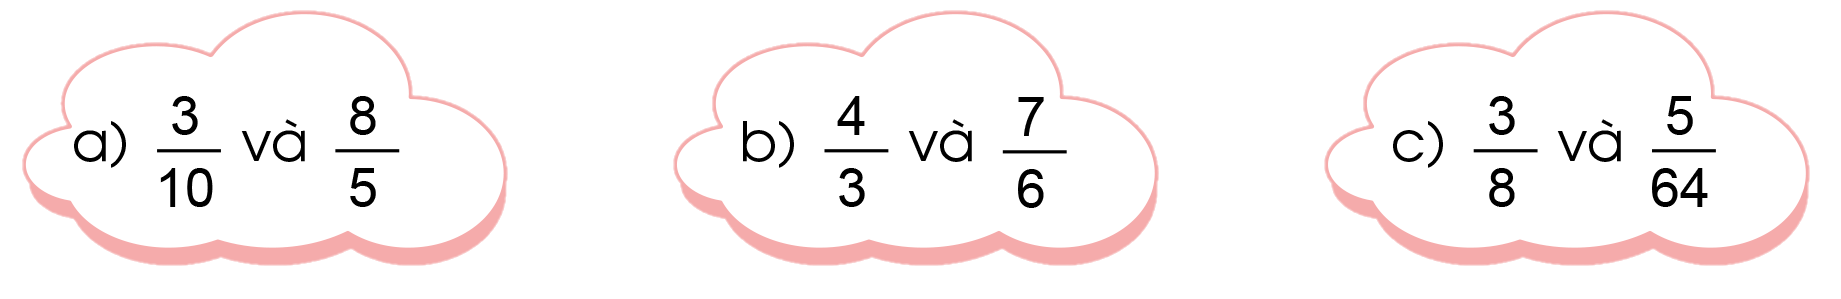 a) 3/10 và 8/5
b) 4/3 và 7/6
c) 3/8 và 5/64